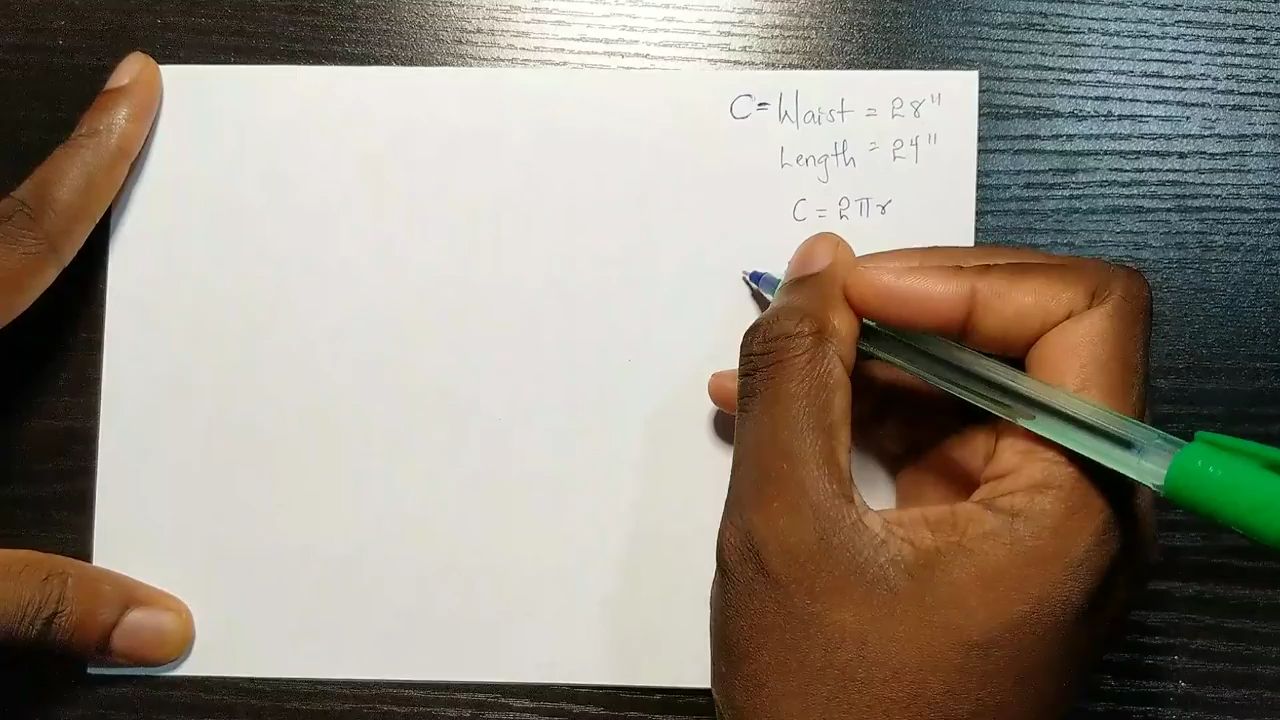 C= Waist = 28"
Length = 24"
C = 2πr